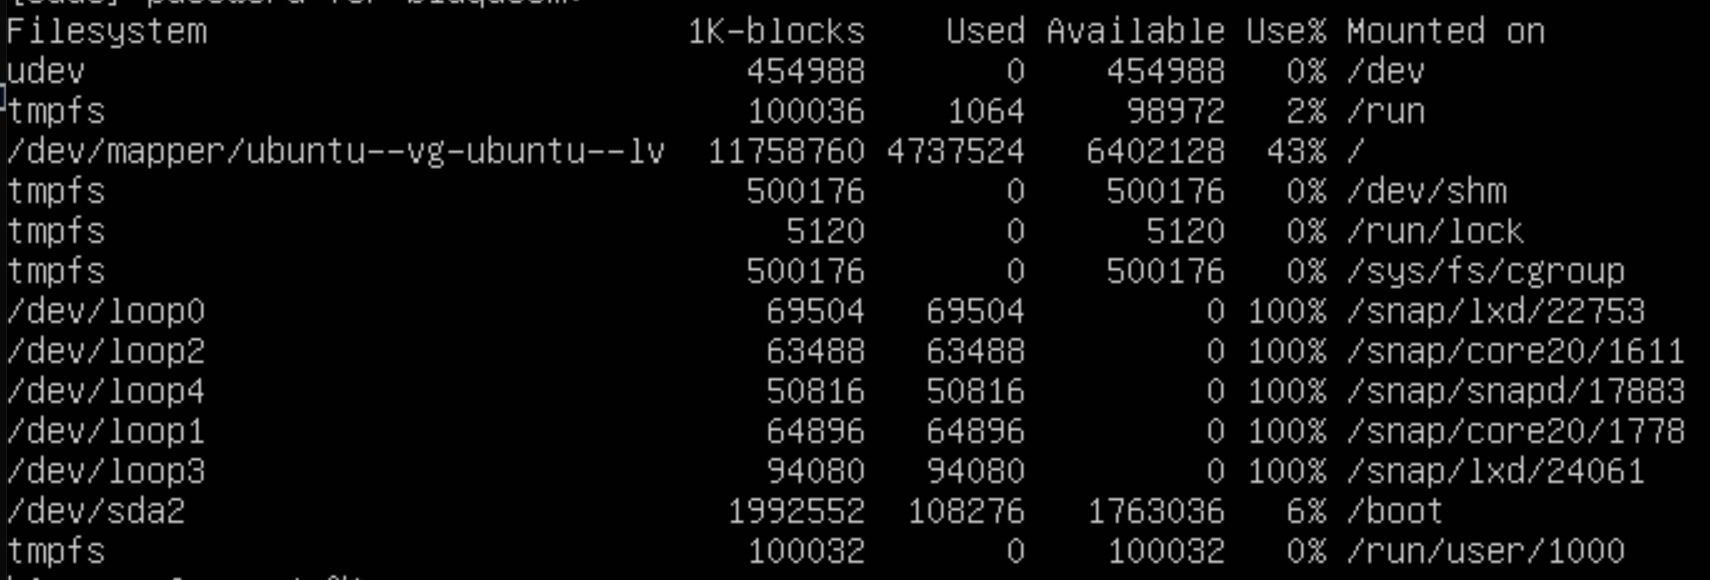 Filesystem 1K-blocks Used Available Use% Mounted on
udev 454988 0 454988 0% /dev
tmpfs 100036 1064 98972 2% /run
/dev/mapper/ubuntu--vg-ubuntu--lv 11758760 4737524 6402128 43% /
tmpfs 500176 0 500176 0% /dev/shm
tmpfs 5120 0 5120 0% /run/lock
tmpfs 500176 0 500176 0% /sys/fs/cgroup
/dev/loop0 69504 69504 0 100% /snap/lxd/22753
/dev/loop2 63488 63488 0 100% /snap/core20/1611
/dev/loop4 50816 50816 0 100% /snap/snapd/17883
/dev/loop1 64896 64896 0 100% /snap/core20/1778
/dev/loop3 94080 94080 0 100% /snap/lxd/24061
/dev/sda2 1992552 108276 1763036 6% /boot
tmpfs 100032 0 100032 0% /run/user/1000